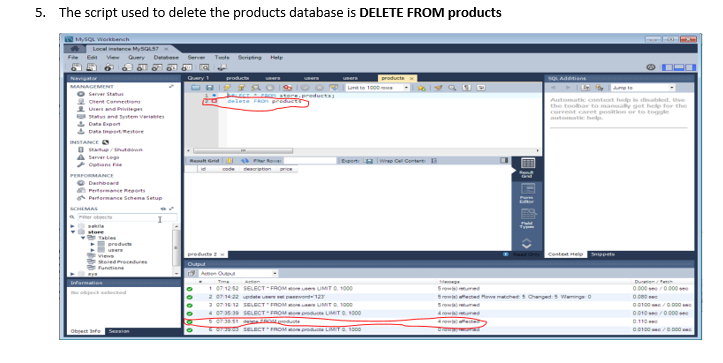 5. The script used to delete the products database is DELETE FROM products
MySQL Workbench
Local instance MySQL57
File Edit View Query Database Server Tools Scripting Help
Navigator
MANAGEMENT
Server Status
Client Connections
Users and Privileges
Status and System Variables
Data Export
Data Import/Restore
INSTANCE
Startup / Shutdown
Server Logs
Options File
PERFORMANCE
Dashboard
Performance Reports
Performance Schema Setup
SCHEMAS
Filter objects
sakila
store
Tables
products
users
Views
Stored Procedures
Functions
sys
Information
No object selected
Object Info Session
Query 1 products users users users products
Limit to 1000 rows
1 SELECT * FROM store.products;
2 delete FROM products
Result Grid Filter Rows: Export: Wrap Cell Content:
id code description price
Result Grid
Form Editor
Field Types
products 2
SQL Additions
Jump to
Automatic context help is disabled. Use
the toolbar to manually get help for the
current caret position or to toggle
automatic help.
Context Help Snippets
Output
Action Output
# Time Action Message Duration / Fetch
1 07:12:52 SELECT * FROM store.users LIMIT 0, 1000 5 row(s) returned 0.000 sec / 0.000 sec
2 07:14:22 update users set password='123' 5 row(s) affected Rows matched: 5 Changed: 5 Warnings: 0 0.080 sec
3 07:16:12 SELECT * FROM store.users LIMIT 0, 1000 5 row(s) returned 0.0100 sec / 0.000 sec
4 07:35:39 SELECT * FROM store.products LIMIT 0, 1000 4 row(s) returned 0.010 sec / 0.000 sec
5 07:38:51 delete FROM products 4 row(s) affected 0.110 sec
6 07:39:03 SELECT * FROM store.products LIMIT 0, 1000 0 row(s) returned 0.0100 sec / 0.000 sec